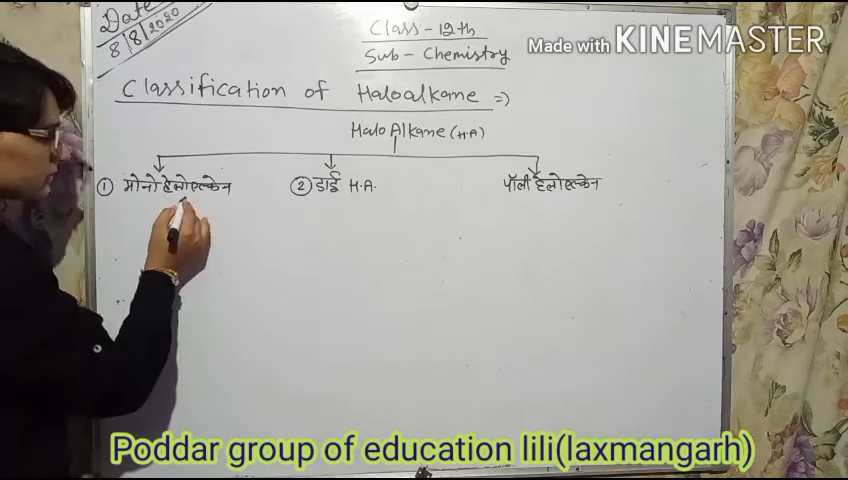 Date
8/8/2020
Class - 12th
Sub - Chemistry
Made with KINEMASTER
Classification of Haloalkane =>
Halo Alkane (H.A)
① मोनो हेलोएल्केन ② डाई H.A. पॉली हेलोएल्केन
Poddar group of education lili(laxmangarh)